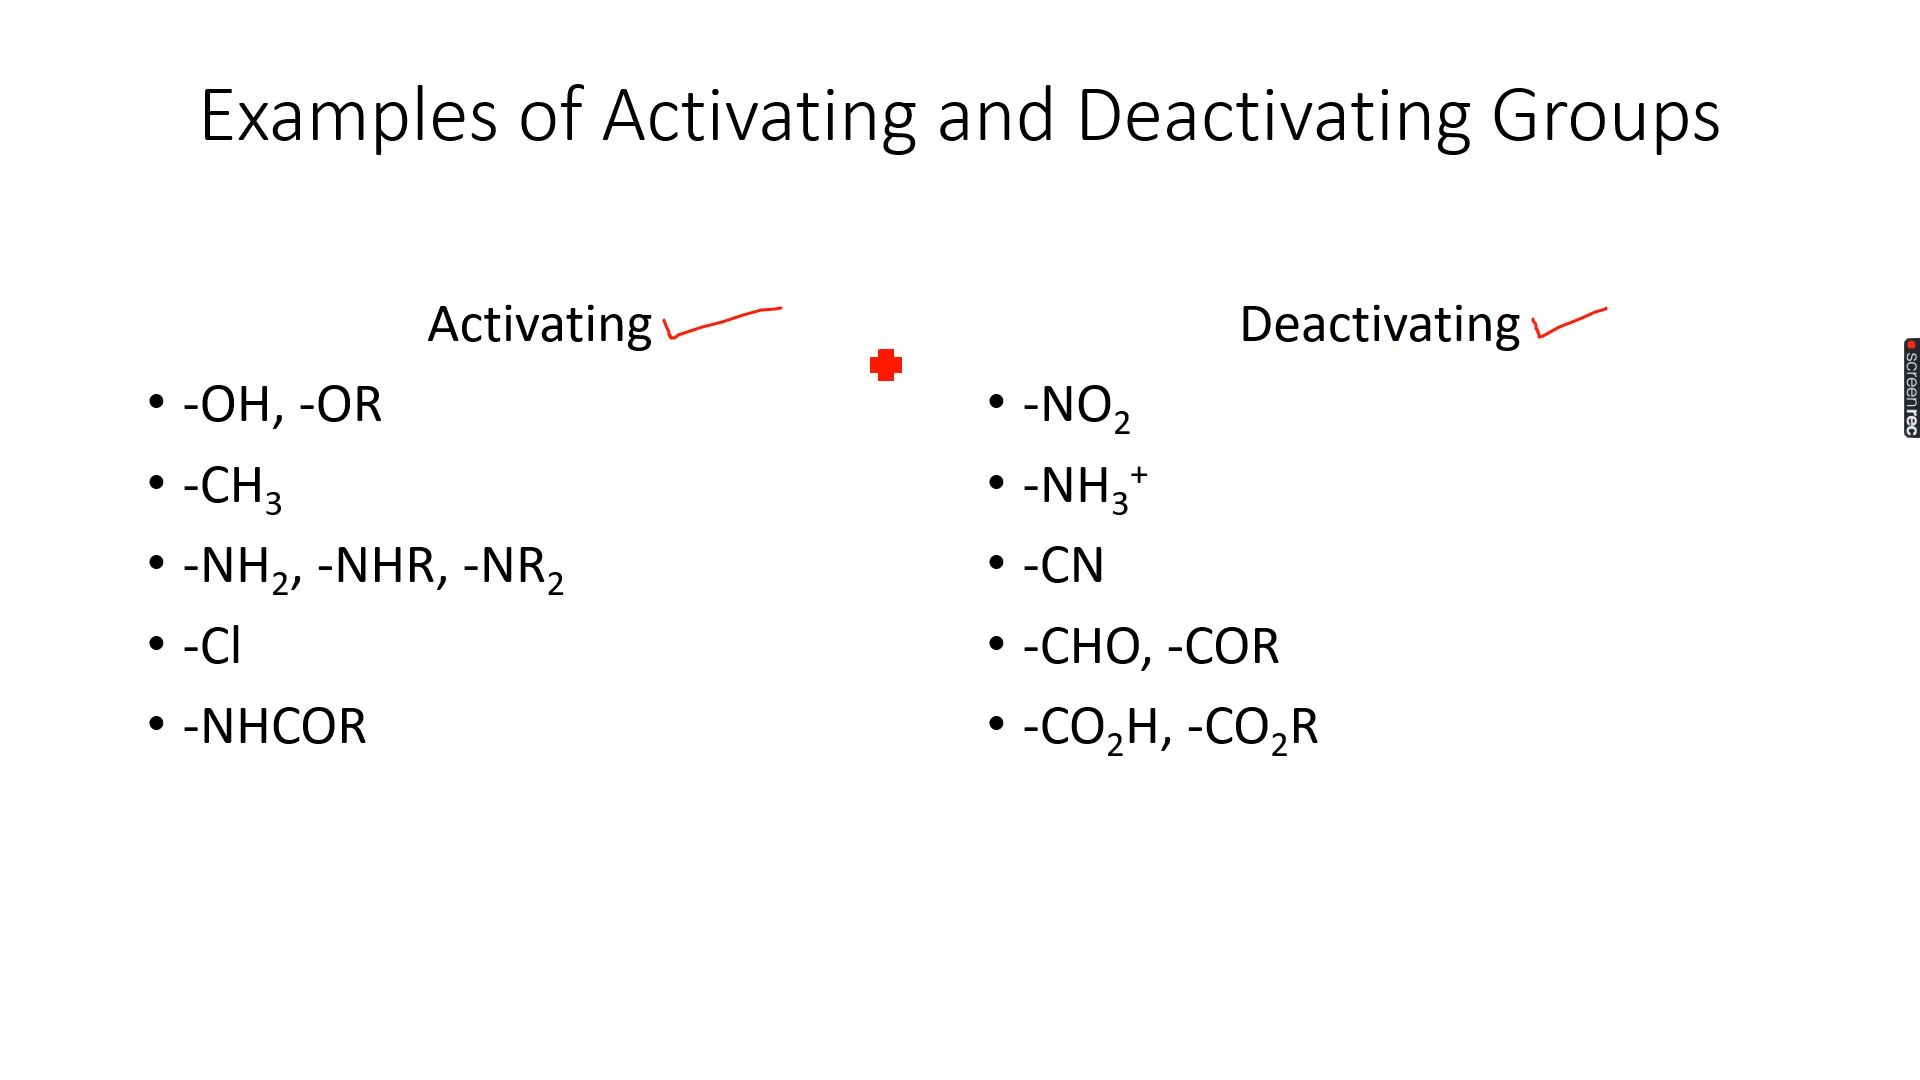 Examples of Activating and Deactivating Groups
Activating
• -OH, -OR
• -CH₃
• -NH₂, -NHR, -NR₂
• -Cl
• -NHCOR
Deactivating
• -NO₂
• -NH₃⁺
• -CN
• -CHO, -COR
• -CO₂H, -CO₂R
screenrec